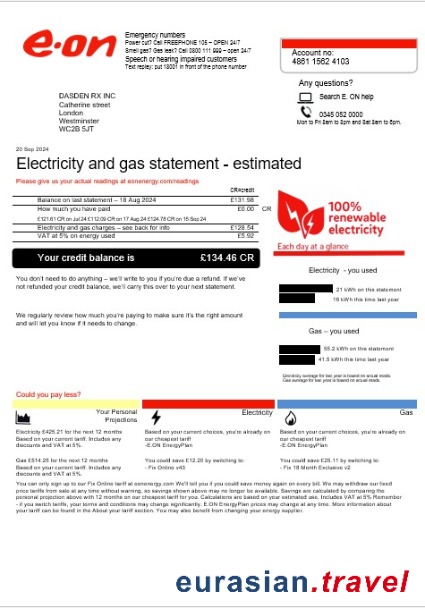 e·on
Emergency numbers
Power cut? Call FREEPHONE 105 – OPEN 24/7
Smell gas? Gas leak? Call 0800 111 999 – open 24/7
Speech or hearing impaired customers
Text relay: put 18001 in front of the phone number
Account no:
4861 1562 4103
Any questions?
Search E. ON help
0345 052 0000
Mon to Fri 8am to 8pm and Sat 8am to 6pm.
DASDEN RX INC
Catherine street
London
Westminster
WC2B 5JT
20 Sep 2024
Electricity and gas statement - estimated
Please give us your actual readings at esnenergy.com/readings
CR=credit
Balance on last statement – 18 Aug 2024 £131.98
How much you have paid £0.00 CR
£121.61 CR on Jul 24 £112.09 CR on 17 Aug 24 £124.78 CR on 15 Sep 24
Electricity and gas charges – see back for info £128.54
VAT at 5% on energy used £5.92
Your credit balance is £134.46 CR
You don't need to do anything – we'll write to you if you're due a refund. If we've
not refunded your credit balance, we'll carry this over to your next statement.
We regularly review how much you're paying to make sure it's the right amount
and will let you know if it needs to change.
100%
renewable
electricity
Each day at a glance
Electricity - you used
21 kWh on this statement
16 kWh this time last year
Gas – you used
55.2 kWh on this statement
41.5 kWh this time last year
Electricity average for last year is based on actual reads.
Gas average for last year is based on actual reads.
Could you pay less?
Your Personal
Projections
Electricity £425.21 for the next 12 months
Based on your current tariff. Includes any
discounts and VAT at 5%.
Gas £514.25 for the next 12 months
Based on your current tariff. Includes any
discounts and VAT at 5%.
Electricity
Based on your current choices, you're already on
our cheapest tariff
-E.ON EnergyPlan
You could save £12.20 by switching to:
- Fix Online v43
Gas
Based on your current choices, you're already on
our cheapest tariff
-E.ON EnergyPlan
You could save £25.11 by switching to:
- Fix 18 Month Exclusive v2
You can only sign up to our Fix Online tariff at eonenergy.com We'll tell you if you could save money again on every bill. We may withdraw our fixed
price tariffs from sale at any time without warning, so savings shown above may no longer be available. Savings are calculated by comparing the
personal projection above with 12 months on our cheapest tariff for you. Calculations are based on your estimated use. Includes VAT at 5% Remember
- if you switch tariffs, your terms and conditions may change significantly. E.ON EnergyPlan prices may change at any time. More information about
your tariff can be found in the About your tariff section. You may also benefit from changing your energy supplier.
eurasian.travel